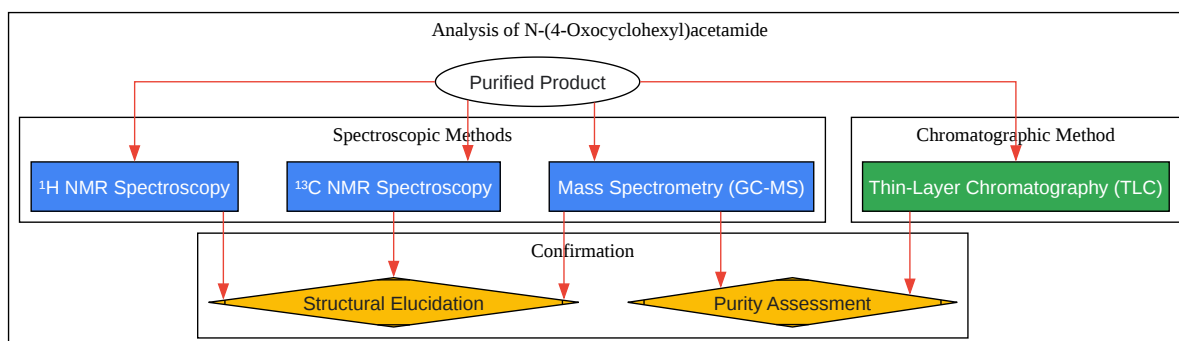 Analysis of N-(4-Oxocyclohexyl)acetamide
Purified Product
Spectroscopic Methods
Chromatographic Method
¹H NMR Spectroscopy
¹³C NMR Spectroscopy
Mass Spectrometry (GC-MS)
Thin-Layer Chromatography (TLC)
Confirmation
Structural Elucidation
Purity Assessment